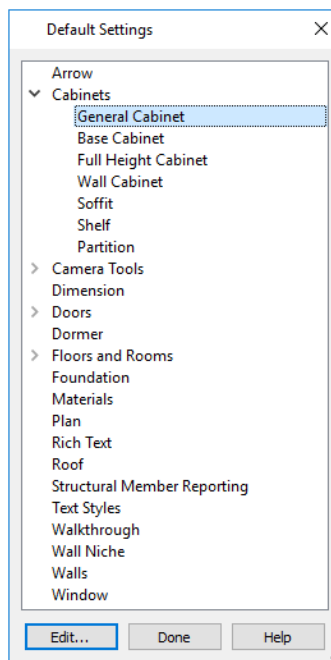 Default Settings
Arrow
Cabinets
General Cabinet
Base Cabinet
Full Height Cabinet
Wall Cabinet
Soffit
Shelf
Partition
Camera Tools
Dimension
Doors
Dormer
Floors and Rooms
Foundation
Materials
Plan
Rich Text
Roof
Structural Member Reporting
Text Styles
Walkthrough
Wall Niche
Walls
Window
Edit... Done Help